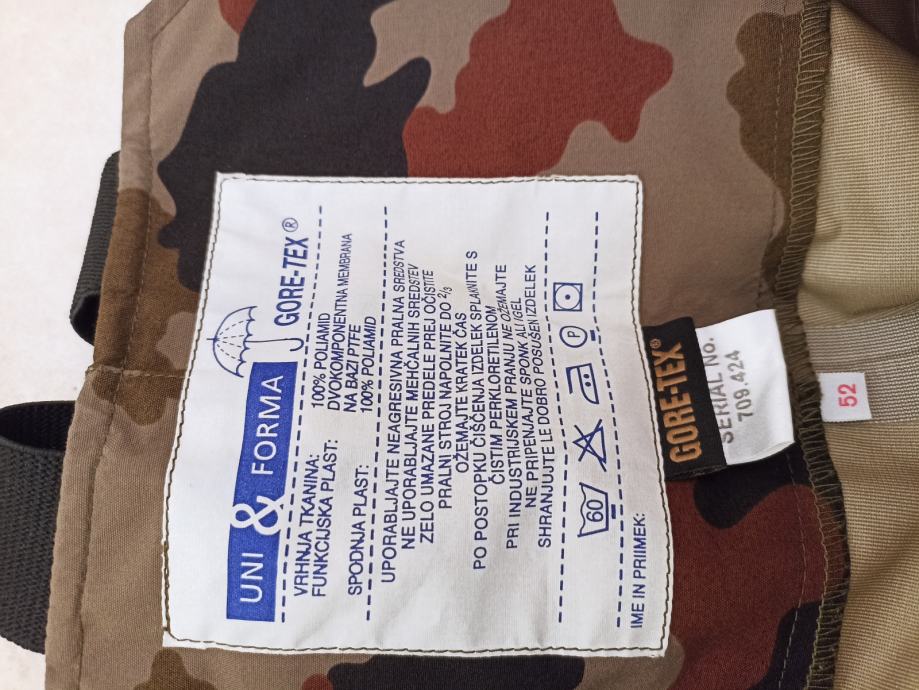 UNI & FORMA GORE-TEX®
VRHNJA TKANINA: 100% POLIAMID
FUNKCIJSKA PLAST: DVOKOMPONENTNA MEMBRANA
NA BAZI PTFE
SPODNJA PLAST: 100% POLIAMID
UPORABLJAJTE NEAGRESIVNA PRALNA SREDSTVA
NE UPORABLJAJTE MEHČALNIH SREDSTEV
ZELO UMAZANE PREDELE PREJ OČISTITE
PRALNI STROJ NAPOLNITE DO 2/3
OŽEMAJTE KRATEK ČAS
PO POSTOPKU ČIŠČENJA IZDELEK SPLAKNITE S
ČISTIM PERKLORETILENOM
PRI INDUSTRIJSKEM PRANJU NE OŽEMAJTE
NE PRIPENJAJTE SPONK ALI IGEL
SHRANJUJTE LE DOBRO POSUŠEN IZDELEK
60 P
IME IN PRIIMEK:
GORE-TEX®
SERIAL No.
709.424
52